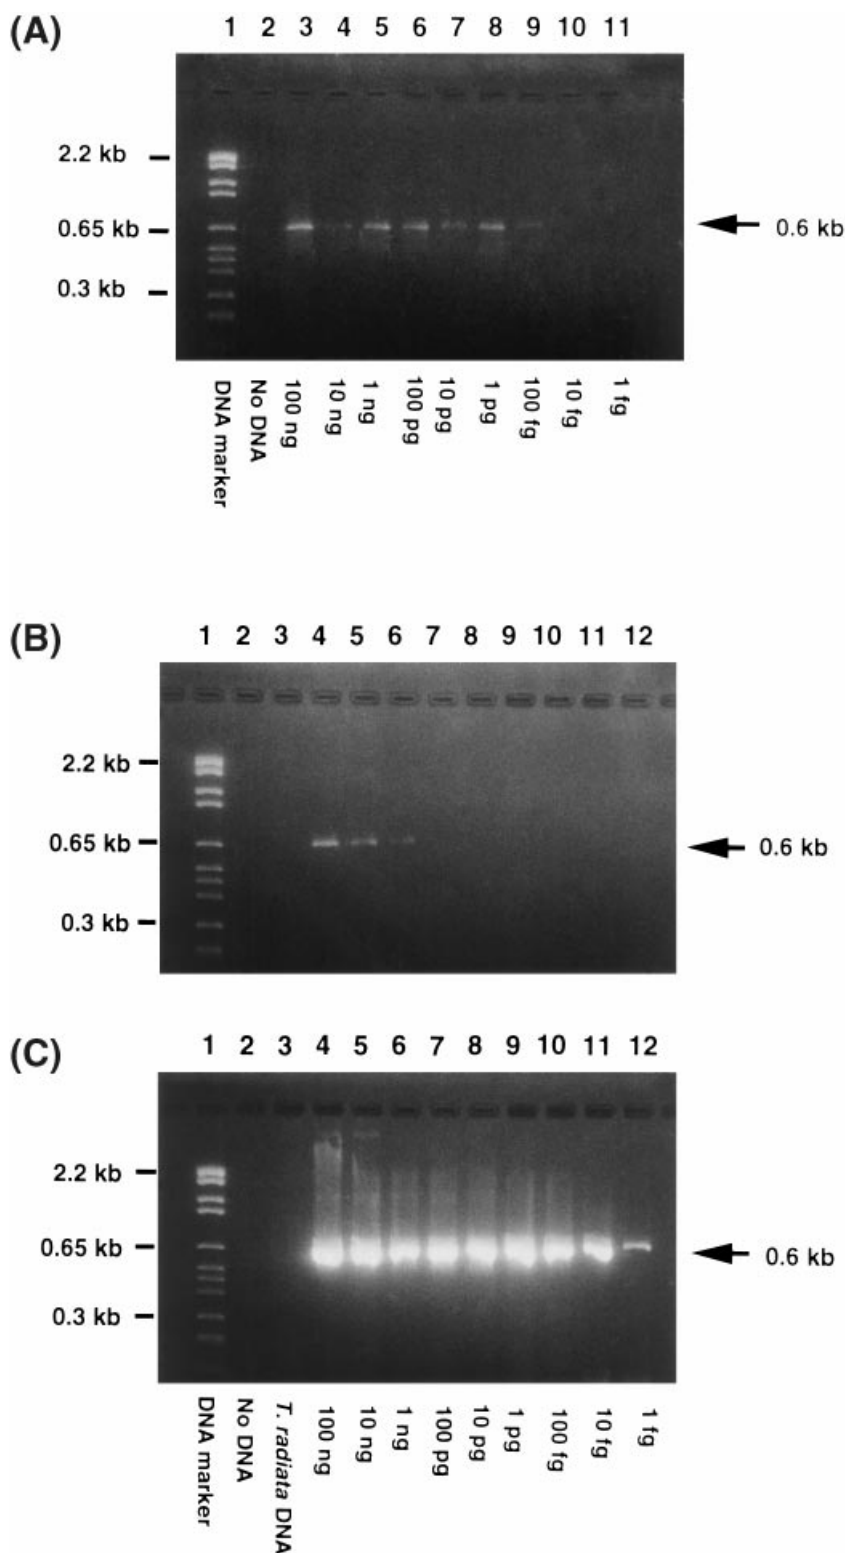 (A)
1 2 3 4 5 6 7 8 9 10 11
2.2 kb
0.65 kb
0.6 kb
0.3 kb
DNA marker
No DNA
100 ng
10 ng
1 ng
100 pg
10 pg
1 pg
100 fg
10 fg
1 fg
(B)
1 2 3 4 5 6 7 8 9 10 11 12
2.2 kb
0.65 kb
0.6 kb
0.3 kb
(C)
1 2 3 4 5 6 7 8 9 10 11 12
2.2 kb
0.65 kb
0.6 kb
0.3 kb
DNA marker
No DNA
T. radiata DNA
100 ng
10 ng
1 ng
100 pg
10 pg
1 pg
100 fg
10 fg
1 fg